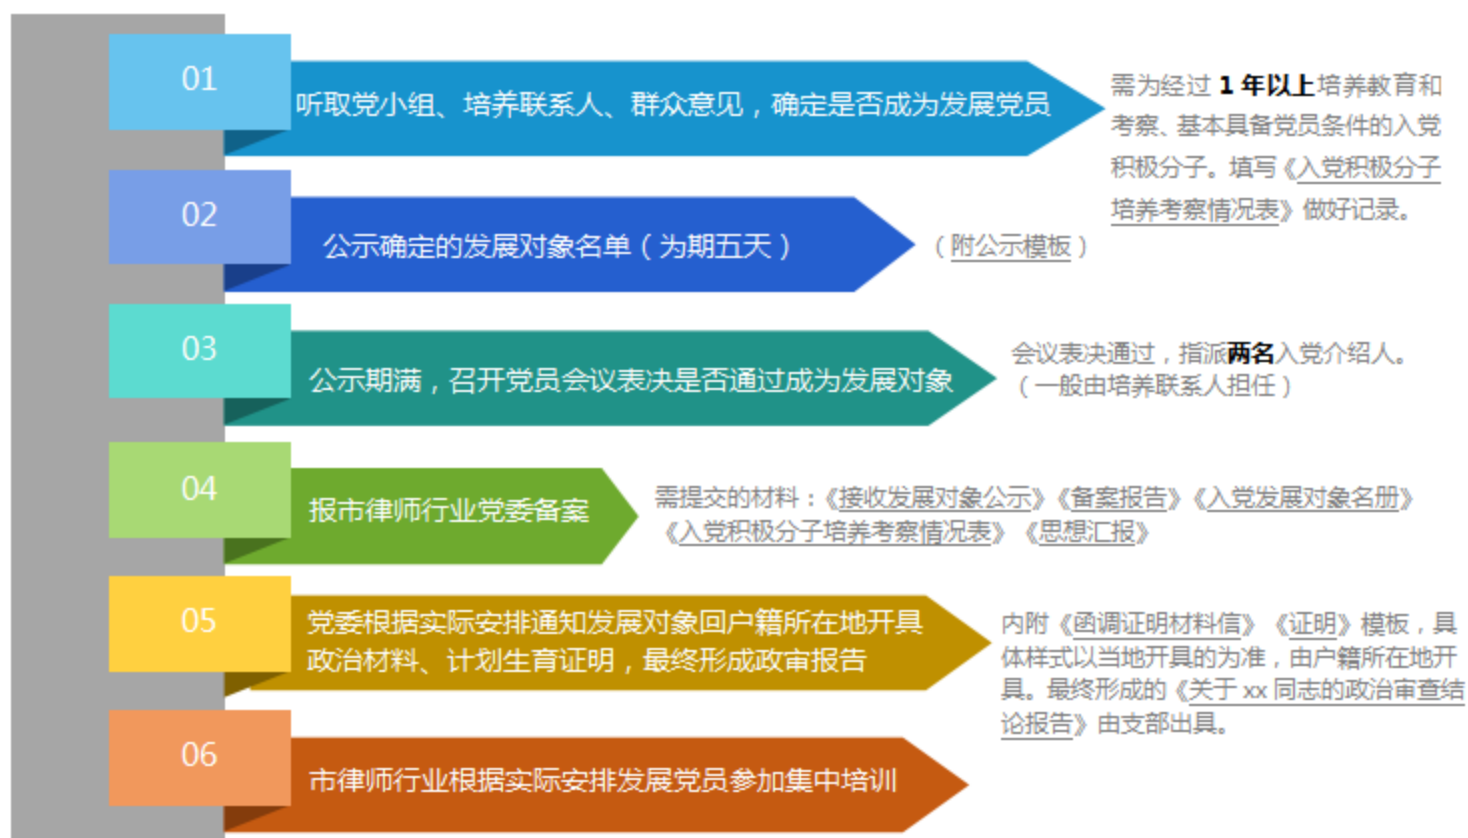 01
听取党小组、培养联系人、群众意见，确定是否成为发展党员
需为经过 1 年以上培养教育和
考察、基本具备党员条件的入党
积极分子。填写《入党积极分子
培养考察情况表》做好记录。
02
公示确定的发展对象名单（为期五天）
（附公示模板）
03
公示期满，召开党员会议表决是否通过成为发展对象
会议表决通过，指派两名入党介绍人。
（一般由培养联系人担任）
04
报市律师行业党委备案
需提交的材料：《接收发展对象公示》《备案报告》《入党发展对象名册》
《入党积极分子培养考察情况表》《思想汇报》
05
党委根据实际安排通知发展对象回户籍所在地开具
政治材料、计划生育证明，最终形成政审报告
内附《函调证明材料信》《证明》模板，具
体样式以当地开具的为准，由户籍所在地开
具。最终形成的《关于 xx 同志的政治审查结
论报告》由支部出具。
06
市律师行业根据实际安排发展党员参加集中培训